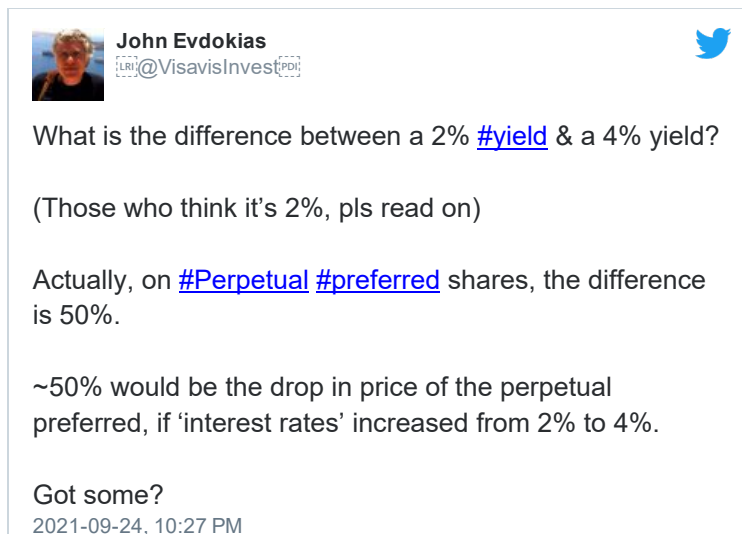 John Evdokias
LRI@VisavisInvestPDI
What is the difference between a 2% #yield & a 4% yield?
(Those who think it’s 2%, pls read on)
Actually, on #Perpetual #preferred shares, the difference
is 50%.
~50% would be the drop in price of the perpetual
preferred, if ‘interest rates’ increased from 2% to 4%.
Got some?
2021-09-24, 10:27 PM